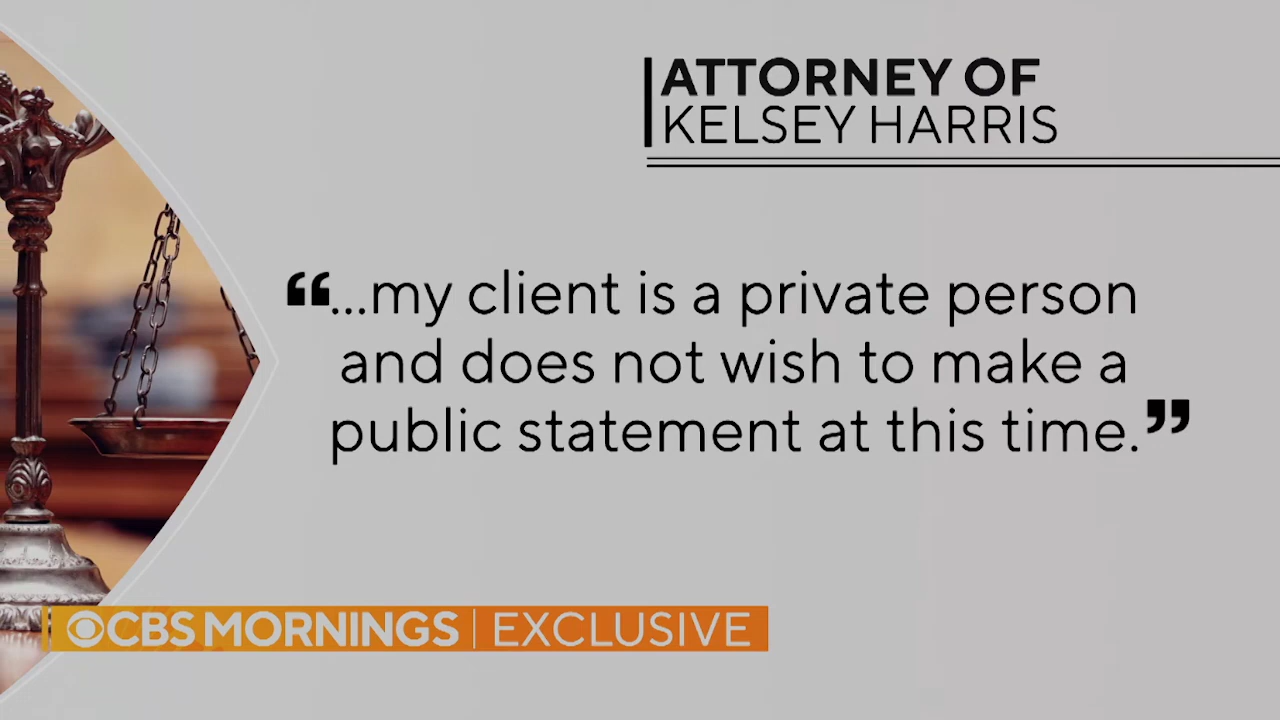 ATTORNEY OF
KELSEY HARRIS
“...my client is a private person
and does not wish to make a
public statement at this time.”
CBS MORNINGS | EXCLUSIVE